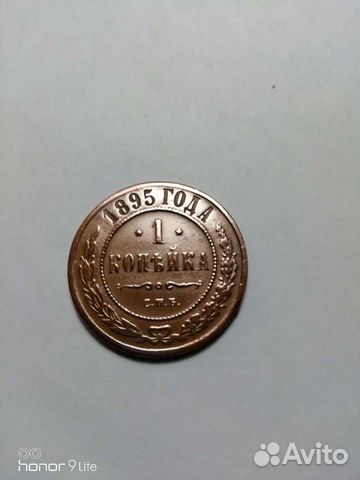 1895 ГОДА
· 1 ·
КОПѢЙКА
С.П.Б.
honor 9 Lite
Avito